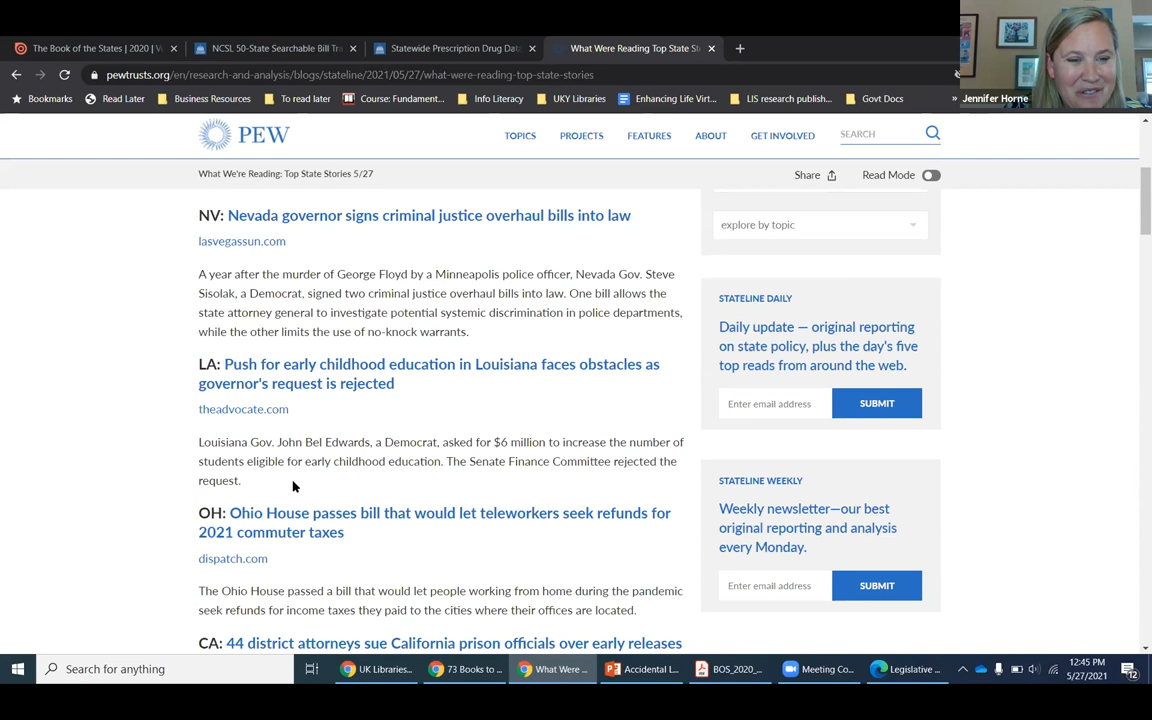 The Book of the States | 2020 | V
NCSL 50-State Searchable Bill Tr
Statewide Prescription Drug Data
What Were Reading Top State St
pewtrusts.org/en/research-and-analysis/blogs/stateline/2021/05/27/what-were-reading-top-state-stories
Bookmarks
Read Later
Business Resources
To read later
Course: Fundament...
Info Literacy
UKY Libraries
Enhancing Life Virt...
LIS research publish...
Govt Docs
»
Jennifer Horne
PEW
TOPICS
PROJECTS
FEATURES
ABOUT
GET INVOLVED
SEARCH
What We're Reading: Top State Stories 5/27
Share
Read Mode
NV: Nevada governor signs criminal justice overhaul bills into law
lasvegassun.com
A year after the murder of George Floyd by a Minneapolis police officer, Nevada Gov. Steve
Sisolak, a Democrat, signed two criminal justice overhaul bills into law. One bill allows the
state attorney general to investigate potential systemic discrimination in police departments,
while the other limits the use of no-knock warrants.
LA: Push for early childhood education in Louisiana faces obstacles as
governor's request is rejected
theadvocate.com
Louisiana Gov. John Bel Edwards, a Democrat, asked for $6 million to increase the number of
students eligible for early childhood education. The Senate Finance Committee rejected the
request.
OH: Ohio House passes bill that would let teleworkers seek refunds for
2021 commuter taxes
dispatch.com
The Ohio House passed a bill that would let people working from home during the pandemic
seek refunds for income taxes they paid to the cities where their offices are located.
CA: 44 district attorneys sue California prison officials over early releases
explore by topic
STATELINE DAILY
Daily update — original reporting
on state policy, plus the day's five
top reads from around the web.
Enter email address
SUBMIT
STATELINE WEEKLY
Weekly newsletter—our best
original reporting and analysis
every Monday.
Enter email address
SUBMIT
Search for anything
UK Libraries...
73 Books to ...
What Were ...
Accidental L...
BOS_2020_...
Meeting Co...
Legislative ...
12:45 PM
5/27/2021
12